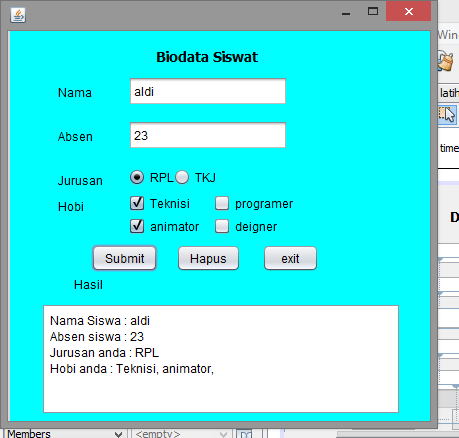 Biodata Siswat
Nama aldi
Absen 23
Jurusan RPL TKJ
Hobi Teknisi programer
animator deigner
Submit Hapus exit
Hasil
Nama Siswa : aldi
Absen siswa : 23
Jurusan anda : RPL
Hobi anda : Teknisi, animator,
Win
latih
time
D
Members <empty>